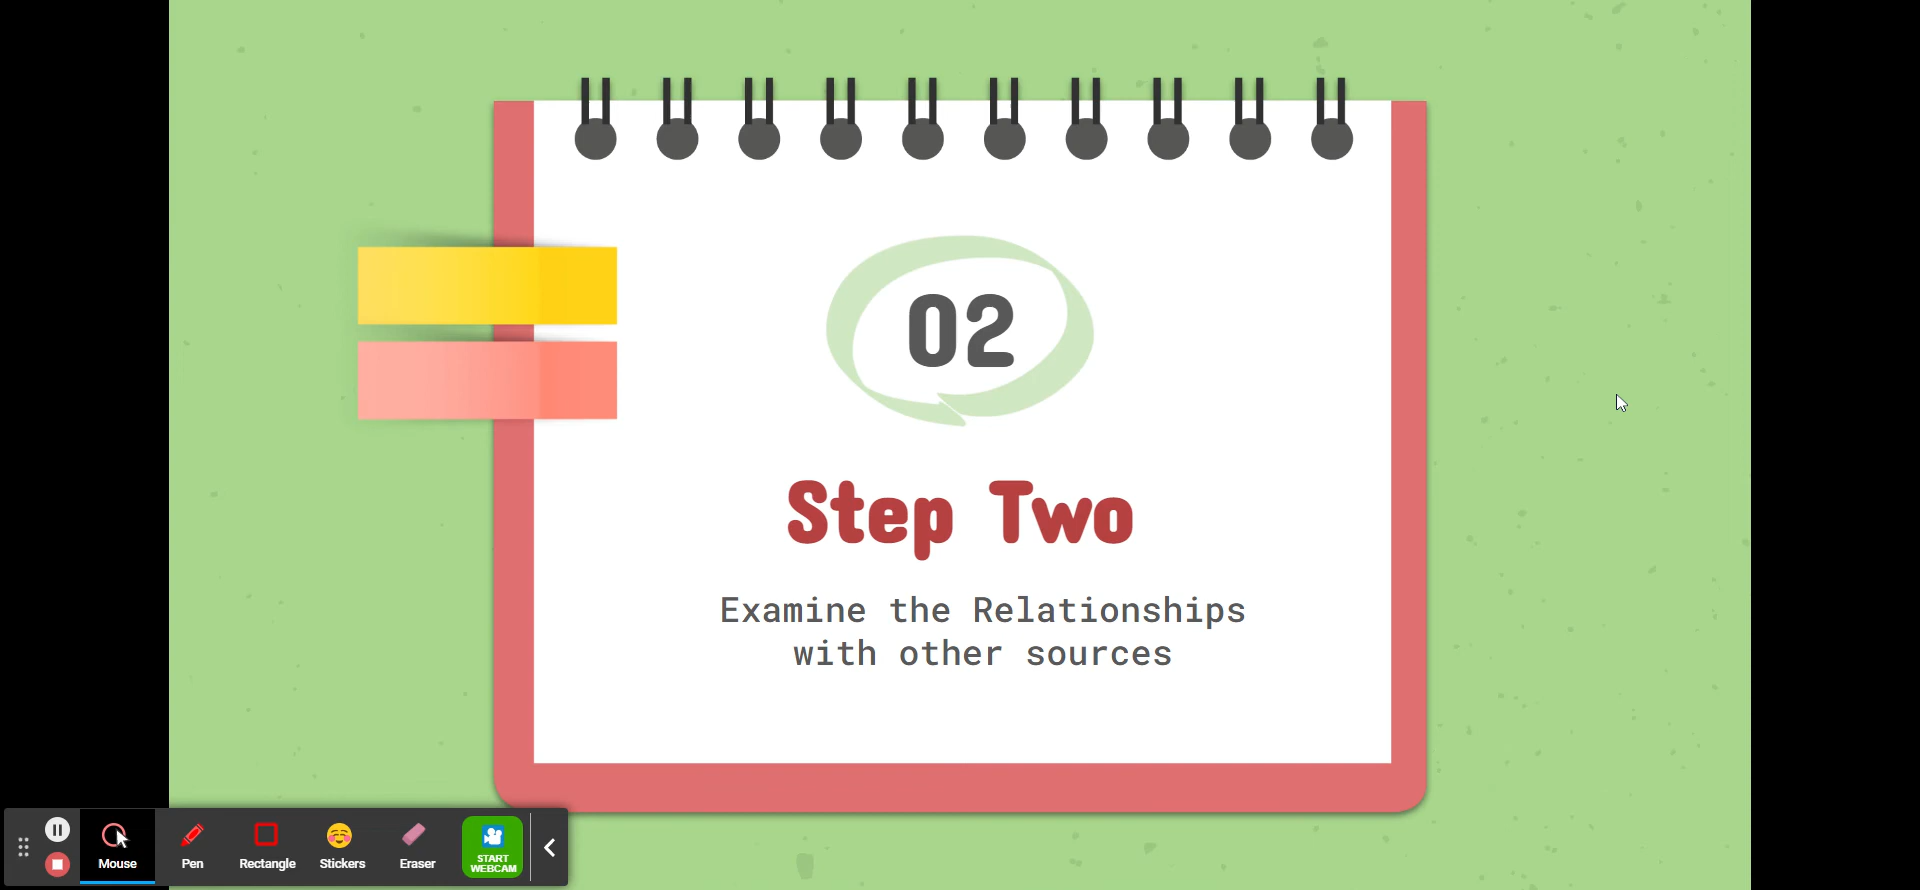 02
Step Two
Examine the Relationships
with other sources
Mouse
Pen
Rectangle
Stickers
Eraser
START
WEBCAM